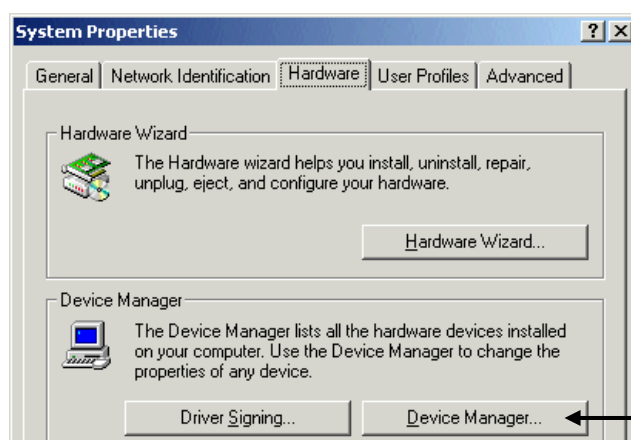 System Properties
? X
General Network Identification Hardware User Profiles Advanced
Hardware Wizard
The Hardware wizard helps you install, uninstall, repair,
unplug, eject, and configure your hardware.
Hardware Wizard...
Device Manager
The Device Manager lists all the hardware devices installed
on your computer. Use the Device Manager to change the
properties of any device.
Driver Signing... Device Manager...